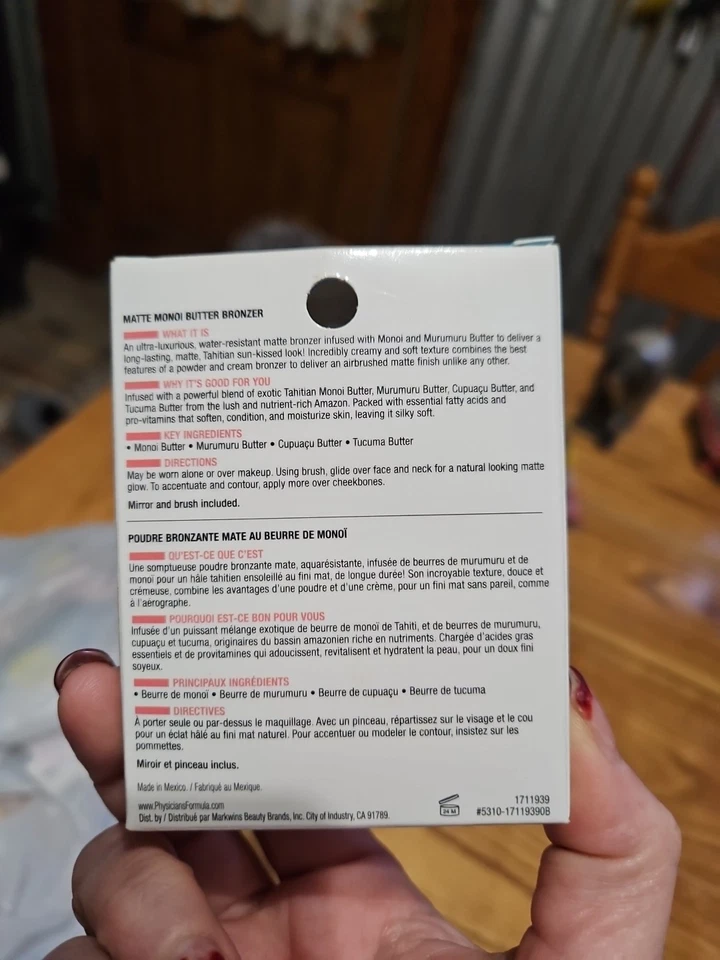 MATTE MONOI BUTTER BRONZER
WHAT IT IS
An ultra-luxurious, water-resistant matte bronzer infused with Monoi and Murumuru Butter to deliver a
long-lasting, matte, Tahitian sun-kissed look! Incredibly creamy and soft texture combines the best
features of a powder and cream bronzer to deliver an airbrushed matte finish unlike any other.
WHY IT'S GOOD FOR YOU
Infused with a powerful blend of exotic Tahitian Monoi Butter, Murumuru Butter, Cupuaçu Butter, and
Tucuma Butter from the lush and nutrient-rich Amazon. Packed with essential fatty acids and
pro-vitamins that soften, condition, and moisturize skin, leaving it silky soft.
KEY INGREDIENTS
• Monoi Butter • Murumuru Butter • Cupuaçu Butter • Tucuma Butter
DIRECTIONS
May be worn alone or over makeup. Using brush, glide over face and neck for a natural looking matte
glow. To accentuate and contour, apply more over cheekbones.
Mirror and brush included.
POUDRE BRONZANTE MATE AU BEURRE DE MONOÏ
QU'EST-CE QUE C'EST
Une somptueuse poudre bronzante mate, aquarésistante, infusée de beurres de murumuru et de
monoï pour un hâle tahitien ensoleillé au fini mat, de longue durée! Son incroyable texture, douce et
crémeuse, combine les avantages d'une poudre et d'une crème, pour un fini mat sans pareil, comme
à l'aérographe.
POURQUOI EST-CE BON POUR VOUS
Infusée d'un puissant mélange exotique de beurre de monoï de Tahiti, et de beurres de murumuru,
cupuaçu et tucuma, originaires du bassin amazonien riche en nutriments. Chargée d'acides gras
essentiels et de provitamines qui adoucissent, revitalisent et hydratent la peau, pour un doux fini
soyeux.
PRINCIPAUX INGRÉDIENTS
• Beurre de monoï • Beurre de murumuru • Beurre de cupuaçu • Beurre de tucuma
DIRECTIVES
À porter seule ou par-dessus le maquillage. Avec un pinceau, répartissez sur le visage et le cou
pour un éclat hâlé au fini mat naturel. Pour accentuer ou modeler le contour, insistez sur les
pommettes.
Miroir et pinceau inclus.
Made in Mexico. / Fabriqué au Mexique.
www.PhysiciansFormula.com
Dist. by / Distribué par Markwins Beauty Brands, Inc. City of Industry, CA 91789.
24 M
1711939
#5310-1711939OB